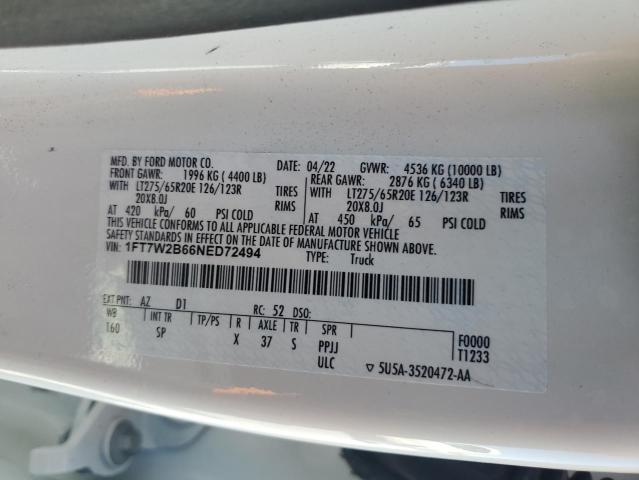 MFD. BY FORD MOTOR CO. DATE: 04/22 GVWR: 4536 KG (10000 LB)
FRONT GAWR: 1996 KG ( 4400 LB) REAR GAWR: 2876 KG ( 6340 LB)
WITH LT275/65R20E 126/123R TIRES WITH LT275/65R20E 126/123R TIRES
20X8.0J RIMS 20X8.0J RIMS
AT 420 kPa/ 60 PSI COLD AT 450 kPa/ 65 PSI COLD
THIS VEHICLE CONFORMS TO ALL APPLICABLE FEDERAL MOTOR VEHICLE
SAFETY STANDARDS IN EFFECT ON THE DATE OF MANUFACTURE SHOWN ABOVE.
VIN: 1FT7W2B66NED72494 TYPE: Truck
EXT PNT: AZ D1 RC: 52 DSO:
WB INT TR TP/PS R AXLE TR SPR F0000
160 SP X 37 S PPJJ T1233
ULC ▽ 5U5A-3520472-AA